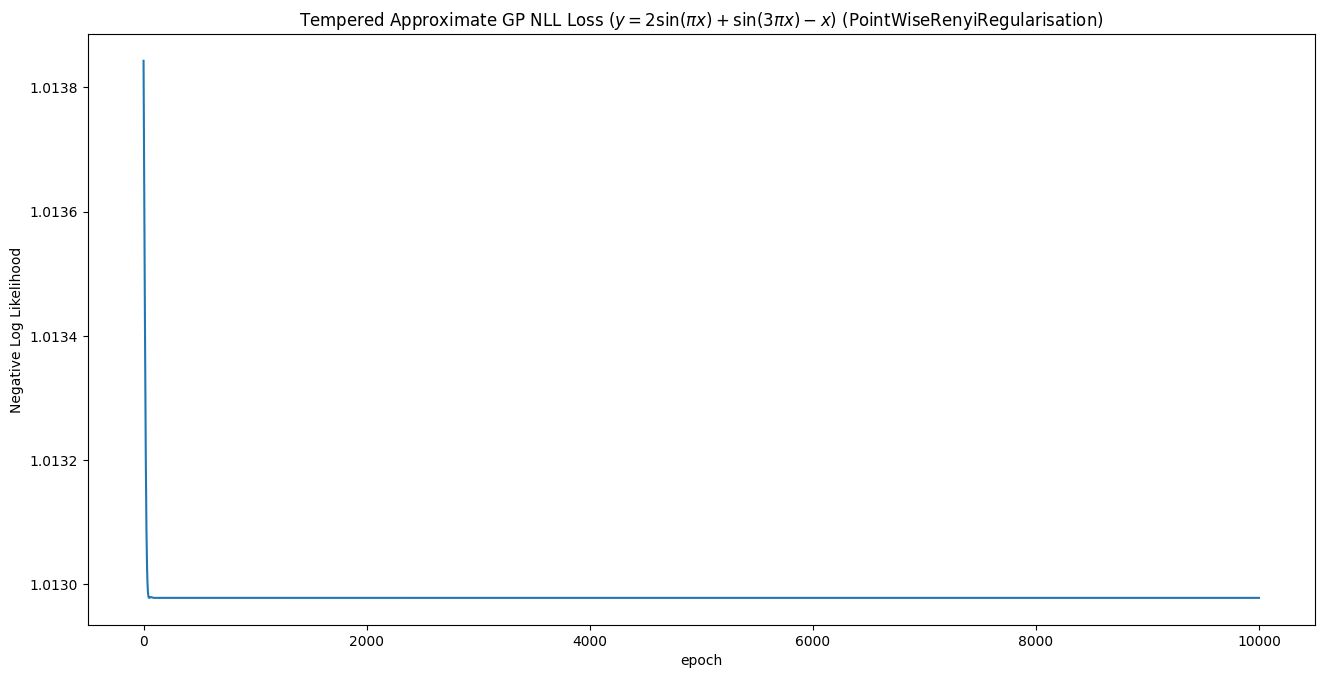 Tempered Approximate GP NLL Loss (y = 2sin(πx) + sin(3πx) − x) (PointWiseRenyiRegularisation)
Negative Log Likelihood
1.0138
1.0136
1.0134
1.0132
1.0130
0 2000 4000 6000 8000 10000
epoch